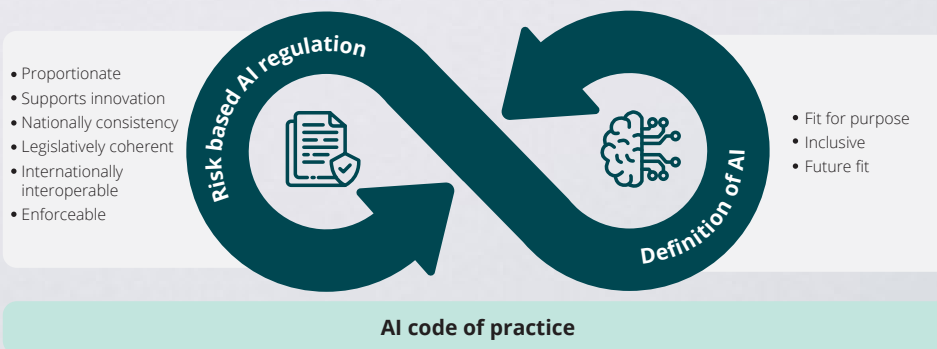 Risk based AI regulation
• Proportionate
• Supports innovation
• Nationally consistency
• Legislatively coherent
• Internationally
interoperable
• Enforceable
Definition of AI
• Fit for purpose
• Inclusive
• Future fit
AI code of practice